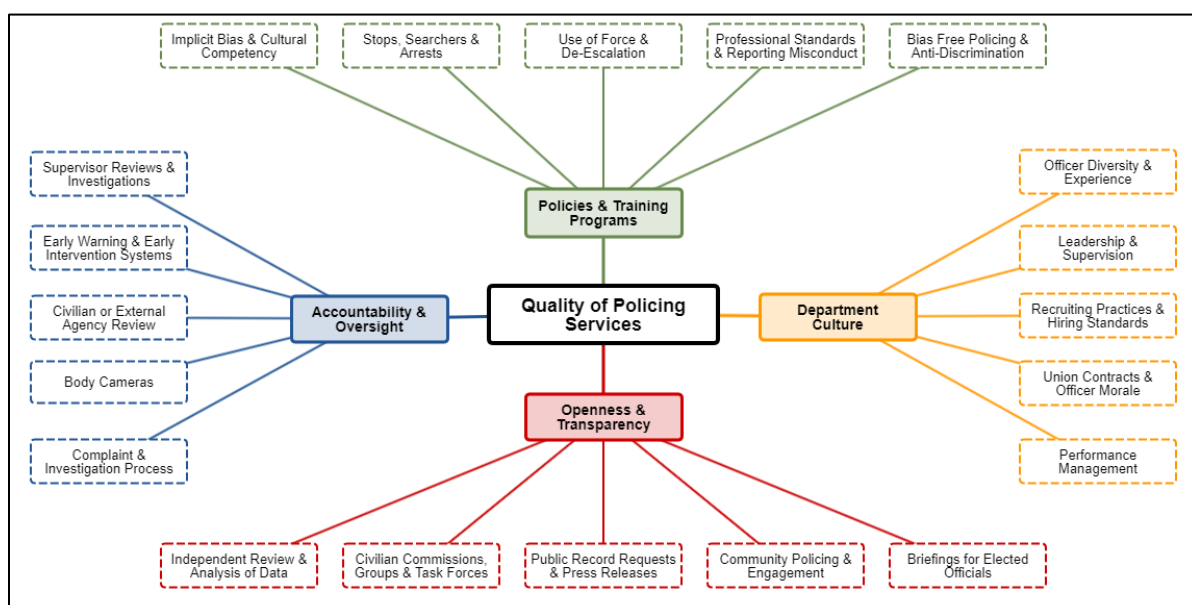 Implicit Bias & Cultural
Competency
Stops, Searchers &
Arrests
Use of Force &
De-Escalation
Professional Standards
& Reporting Misconduct
Bias Free Policing &
Anti-Discrimination
Supervisor Reviews &
Investigations
Early Warning & Early
Intervention Systems
Civilian or External
Agency Review
Body Cameras
Complaint &
Investigation Process
Accountability &
Oversight
Policies & Training
Programs
Quality of Policing
Services
Openness &
Transparency
Department
Culture
Officer Diversity &
Experience
Leadership &
Supervision
Recruiting Practices &
Hiring Standards
Union Contracts &
Officer Morale
Performance
Management
Independent Review &
Analysis of Data
Civilian Commissions,
Groups & Task Forces
Public Record Requests
& Press Releases
Community Policing &
Engagement
Briefings for Elected
Officials